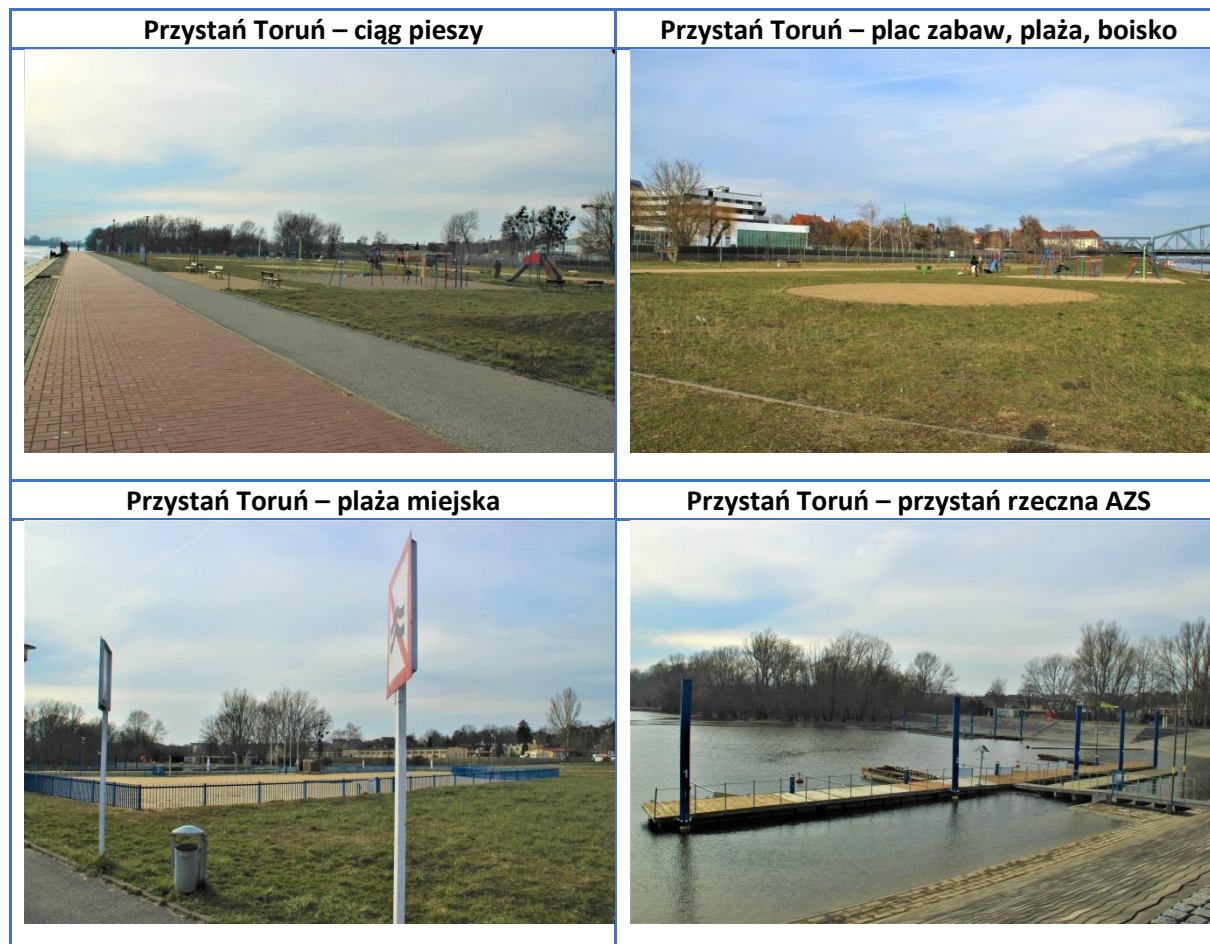 Przystań Toruń – ciąg pieszy
Przystań Toruń – plac zabaw, plaża, boisko
Przystań Toruń – plaża miejska
Przystań Toruń – przystań rzeczna AZS